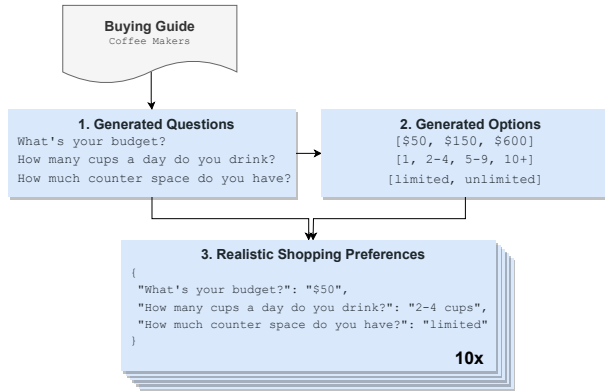 Buying Guide
Coffee Makers
1. Generated Questions
What's your budget?
How many cups a day do you drink?
How much counter space do you have?
2. Generated Options
[$50, $150, $600]
[1, 2-4, 5-9, 10+]
[limited, unlimited]
3. Realistic Shopping Preferences
{
"What's your budget?": "$50",
"How many cups a day do you drink?": "2-4 cups",
"How much counter space do you have?": "limited"
}
10x